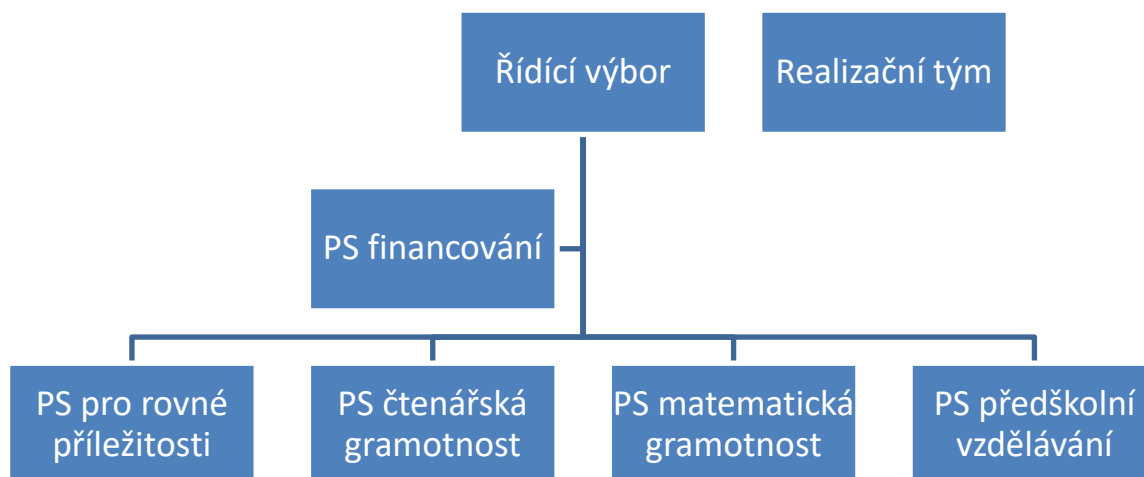 Řídící výbor
Realizační tým
PS financování
PS pro rovné
příležitosti
PS čtenářská
gramotnost
PS matematická
gramotnost
PS předškolní
vzdělávání